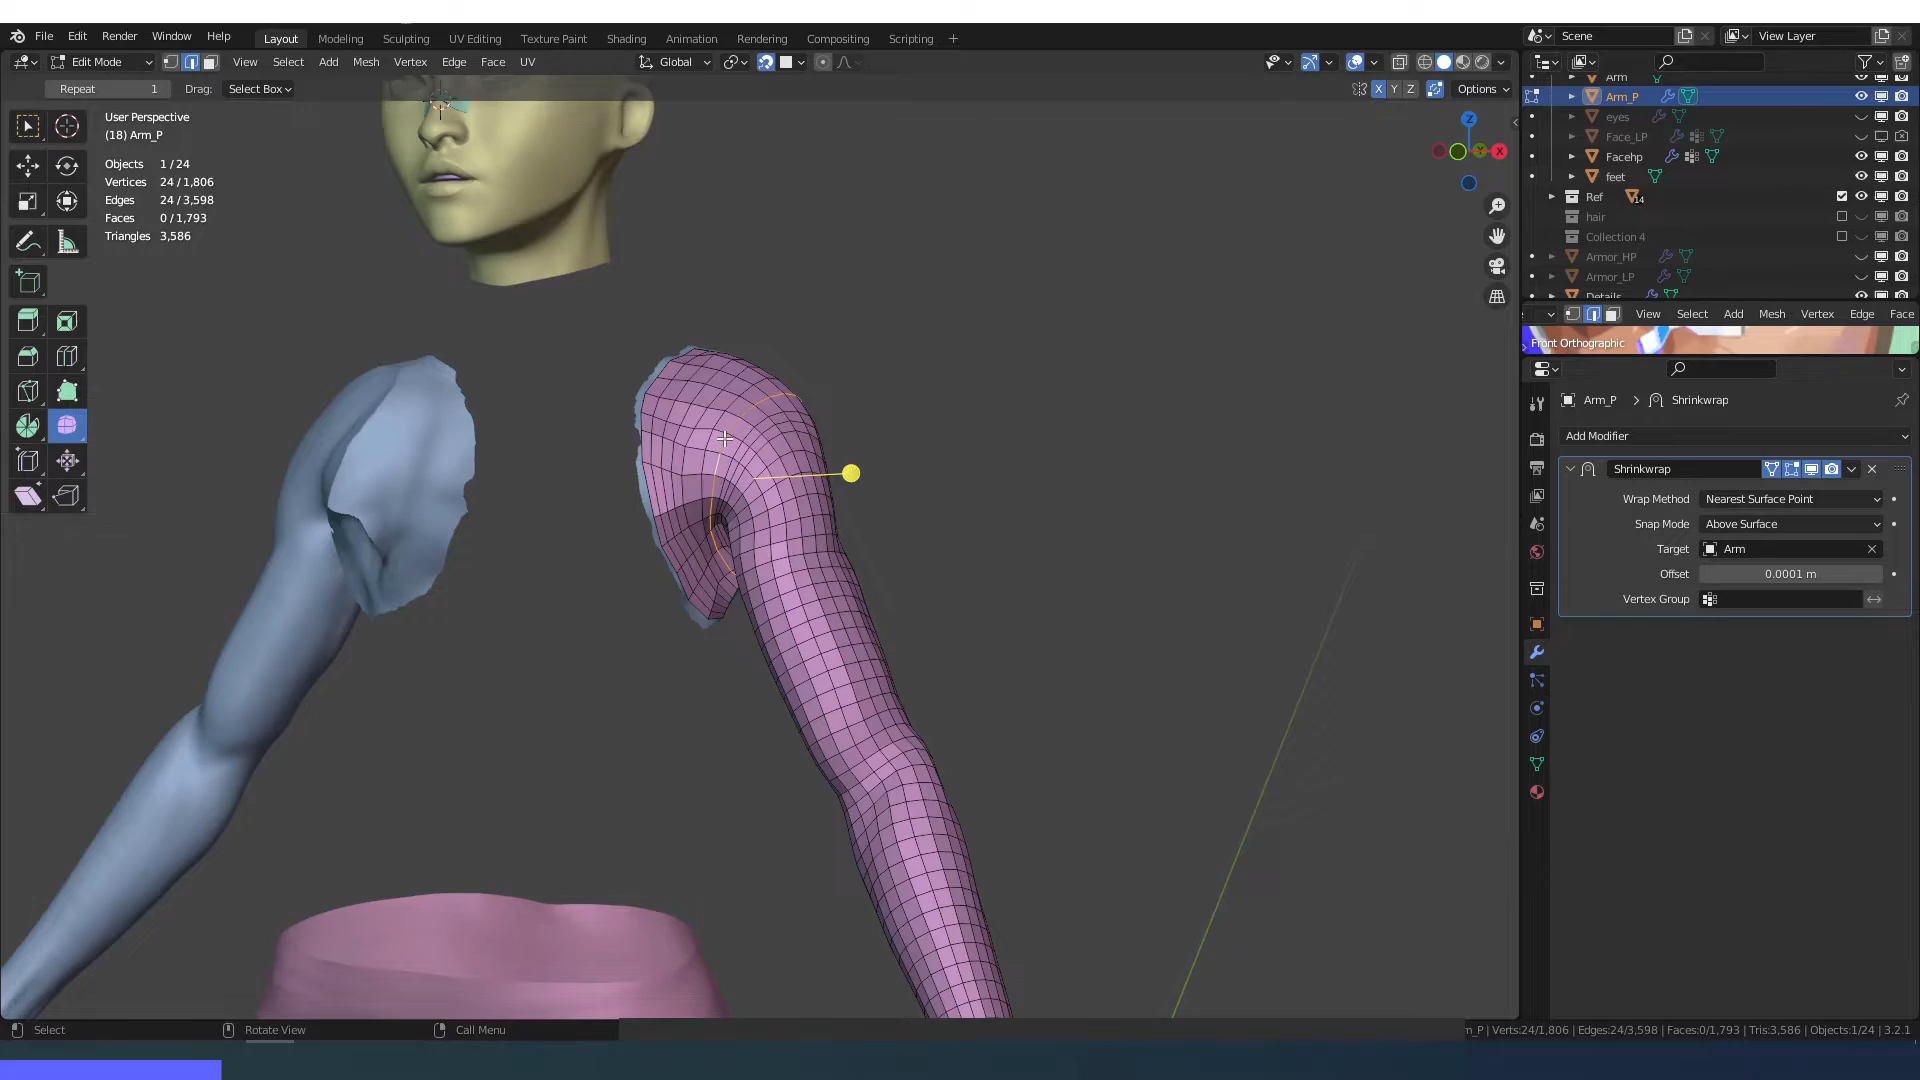 File Edit Render Window Help Layout Modeling Sculpting UV Editing Texture Paint Shading Animation Rendering Compositing Scripting + Scene View Layer
Edit Mode View Select Add Mesh Vertex Edge Face UV Global
Repeat 1 Drag: Select Box X Y Z Options
User Perspective
(18) Arm_P
Objects 1 / 24
Vertices 24 / 1,806
Edges 24 / 3,598
Faces 0 / 1,793
Triangles 3,586
Z
X
Arm
Arm_P
eyes
Face_LP
Facehp
feet
Ref 14
hair
Collection 4
Armor_HP
Armor_LP
Details
View Select Add Mesh Vertex Edge Face
Front Orthographic
Arm_P > Shrinkwrap
Add Modifier
Shrinkwrap
Wrap Method Nearest Surface Point
Snap Mode Above Surface
Target Arm
Offset 0.0001 m
Vertex Group
Select Rotate View Call Menu
m_P | Verts:24/1,806 | Edges:24/3,598 | Faces:0/1,793 | Tris:3,586 | Objects:1/24 | 3.2.1